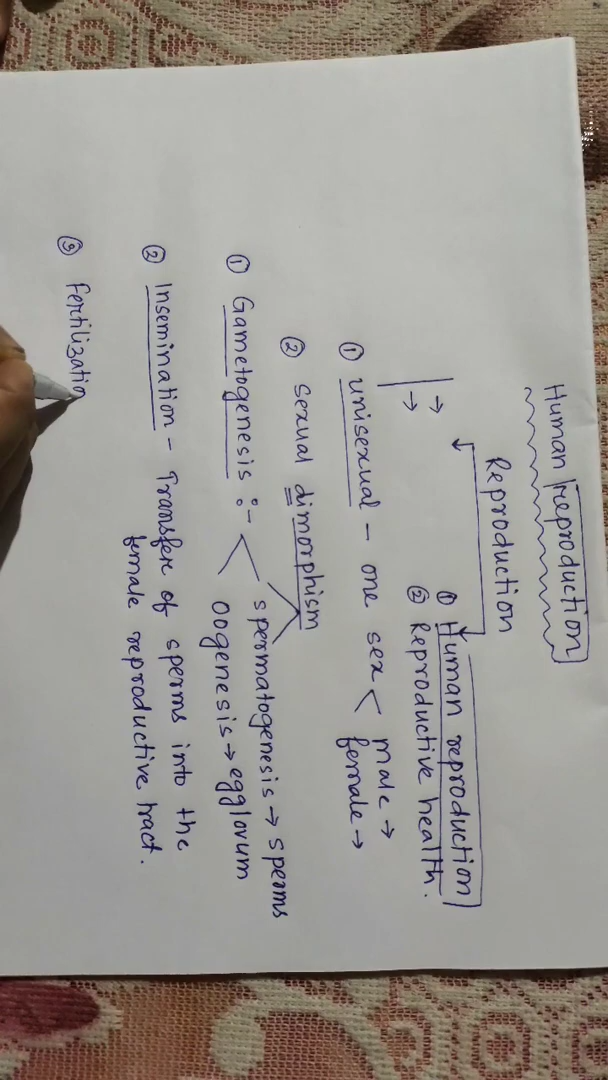 Human reproduction
Reproduction
① Human reproduction
② Reproductive health.
① unisexual - one sex < male →
female →
② sexual dimorphism
① Gametogenesis :- < spermatogenesis → sperms
oogenesis → egg/ovum
② Insemination - Transfer of sperms into the
female reproductive tract.
③ fertilization